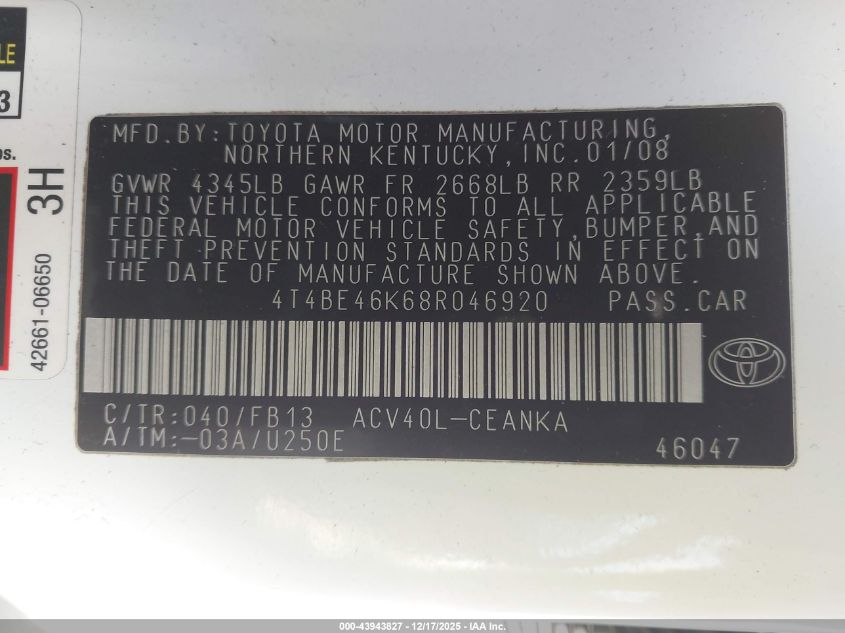 LE
3
os.
3H
42661-06650
MFD.BY:TOYOTA MOTOR MANUFACTURING,
NORTHERN KENTUCKY,INC.01/08
GVWR 4345LB GAWR FR 2668LB RR 2359LB
THIS VEHICLE CONFORMS TO ALL APPLICABLE
FEDERAL MOTOR VEHICLE SAFETY,BUMPER,AND
THEFT PREVENTION STANDARDS IN EFFECT ON
THE DATE OF MANUFACTURE SHOWN ABOVE.
4T4BE46K68R046920 PASS.CAR
C/TR:040/FB13 ACV40L-CEANKA
A/TM:-03A/U250E
46047
000-43943827 - 12/17/2025 - IAA Inc.